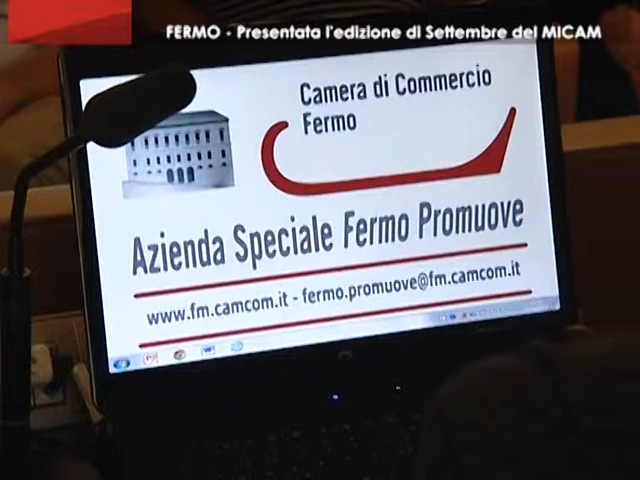 FERMO - Presentata l'edizione di Settembre del MICAM
Camera di Commercio
Fermo
Azienda Speciale Fermo Promuove
www.fm.camcom.it - fermo.promuove@fm.camcom.it